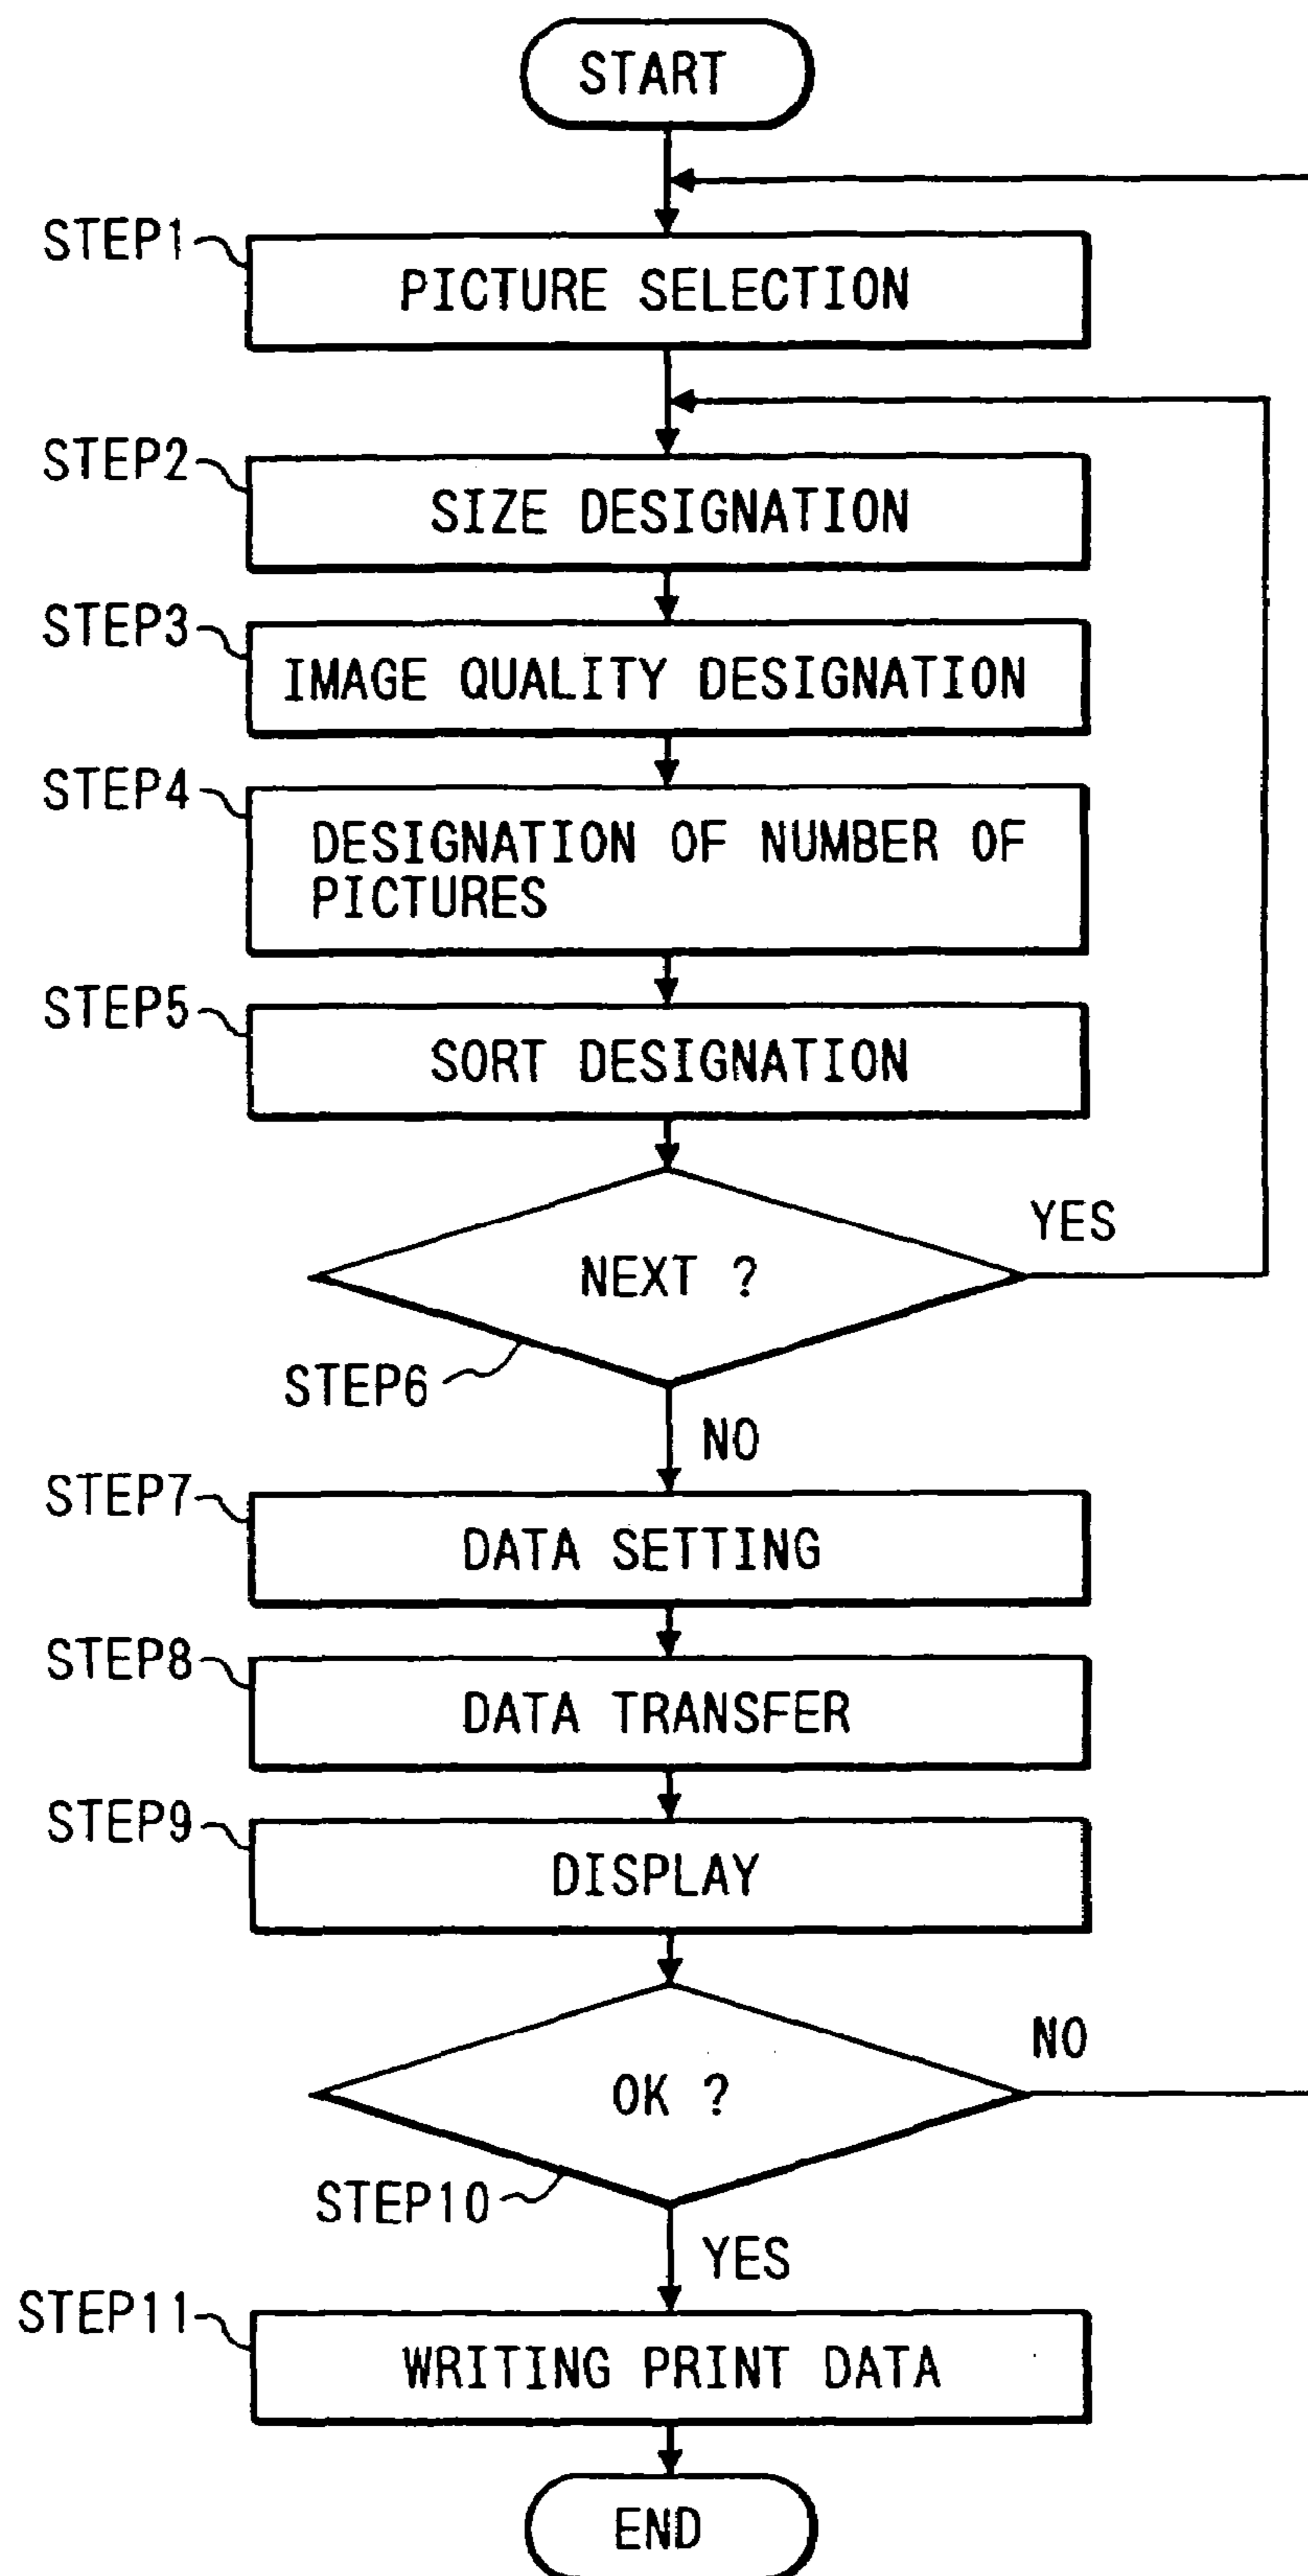 START
STEP1
PICTURE SELECTION
STEP2
SIZE DESIGNATION
STEP3
IMAGE QUALITY DESIGNATION
STEP4
DESIGNATION OF NUMBER OF
PICTURES
STEP5
SORT DESIGNATION
YES
NEXT ?
STEP6
NO
STEP7
DATA SETTING
STEP8
DATA TRANSFER
STEP9
DISPLAY
NO
OK ?
STEP10
YES
STEP11
WRITING PRINT DATA
END